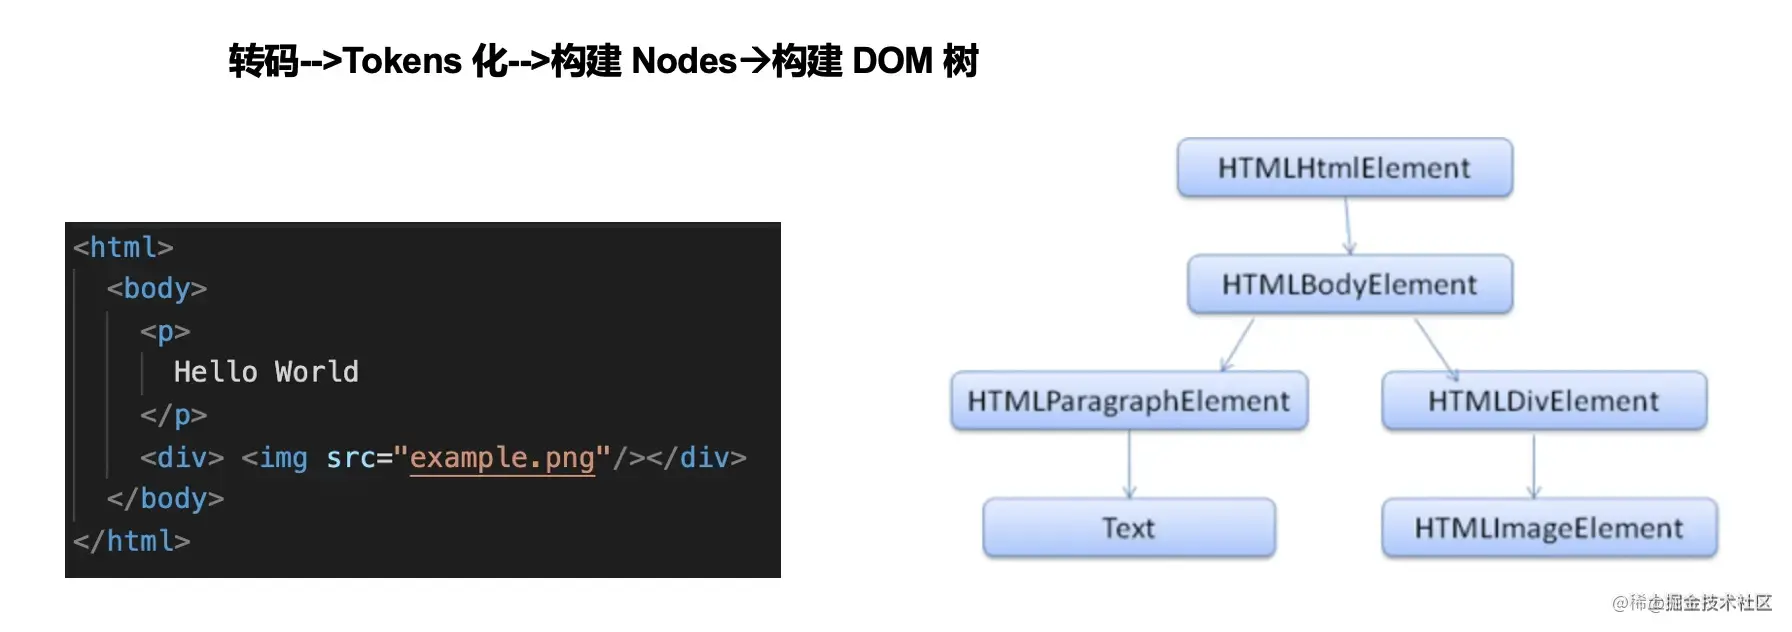 转码-->Tokens 化-->构建 Nodes→构建 DOM 树
<html>
<body>
<p>
Hello World
</p>
<div> <img src="example.png"/></div>
</body>
</html>
HTMLHtmlElement
HTMLBodyElement
HTMLParagraphElement
HTMLDivElement
Text
HTMLImageElement
@稀土掘金技术社区